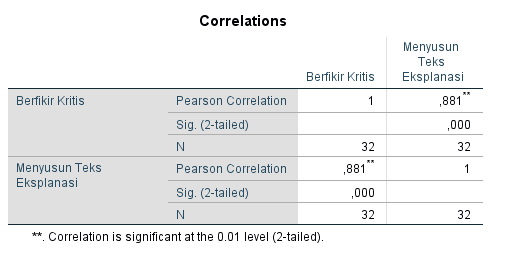 Correlations
Menyusun
Teks
Berfikir Kritis Eksplanasi
Berfikir Kritis Pearson Correlation 1 ,881**
Sig. (2-tailed) ,000
N 32 32
Menyusun Teks Pearson Correlation ,881** 1
Eksplanasi Sig. (2-tailed) ,000
N 32 32
**. Correlation is significant at the 0.01 level (2-tailed).